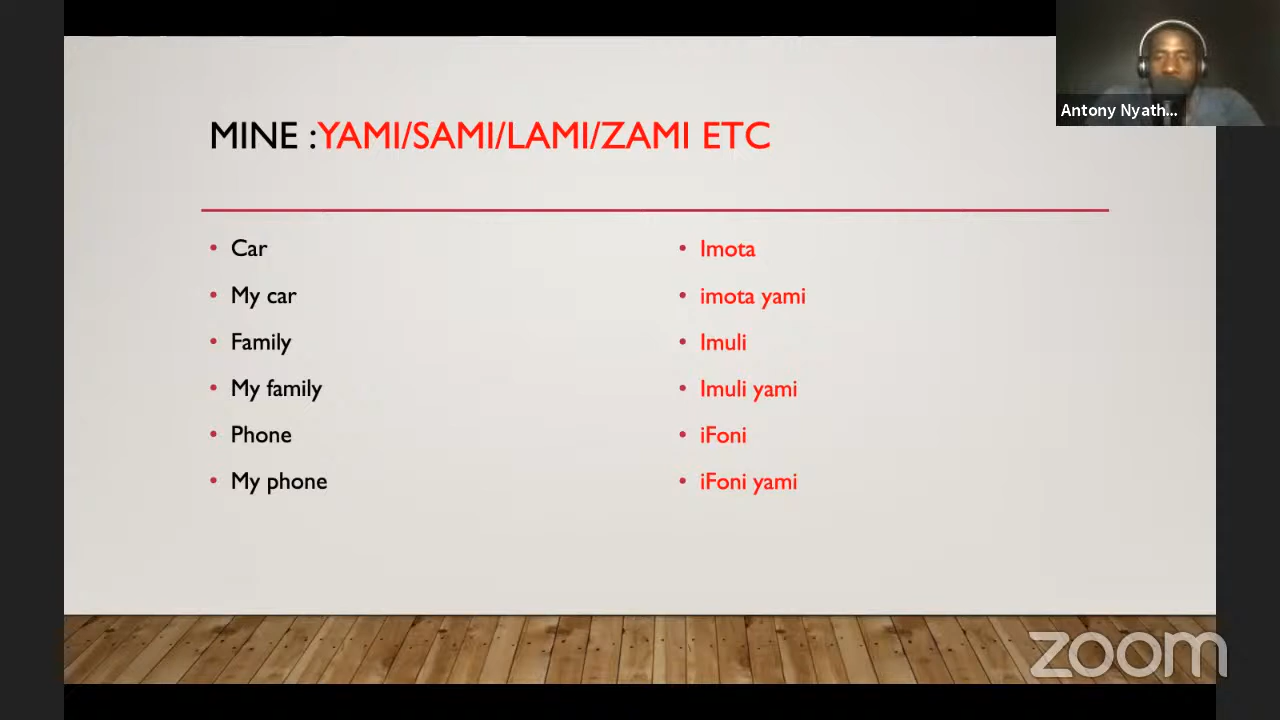 Antony Nyath...
MINE :YAMI/SAMI/LAMI/ZAMI ETC
• Car
• My car
• Family
• My family
• Phone
• My phone
• Imota
• imota yami
• Imuli
• Imuli yami
• iFoni
• iFoni yami
zoom